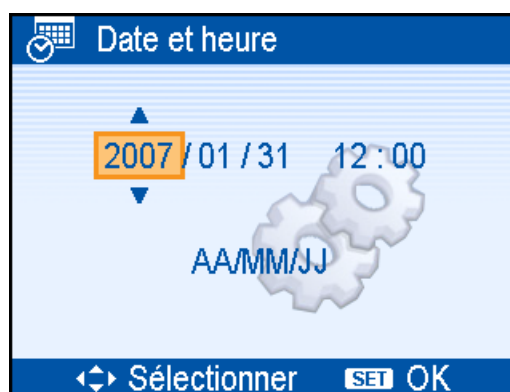 Date et heure
2007 / 01 / 31 12 : 00
AA/MM/JJ
Sélectionner SET OK